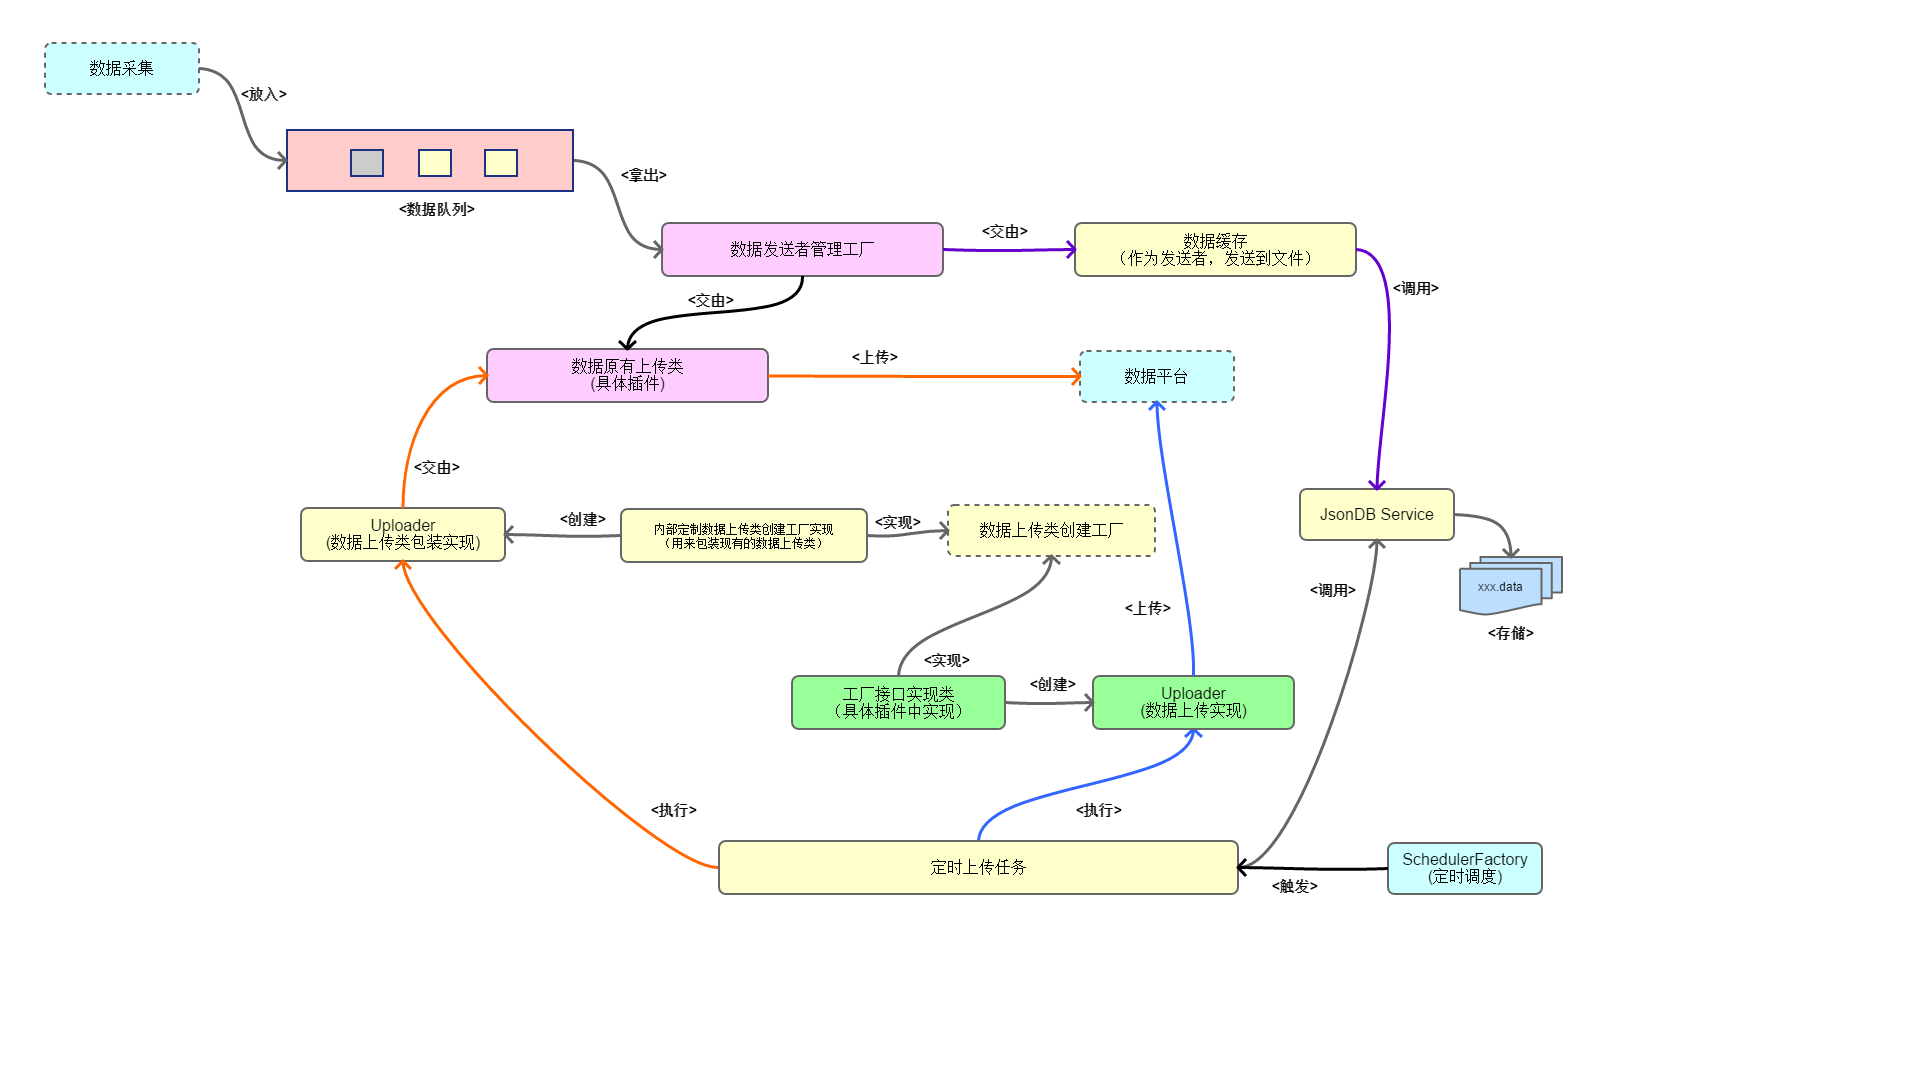 数据采集
<放入>
<数据队列>
<拿出>
数据发送者管理工厂
<交由>
数据缓存
（作为发送者，发送到文件）
<调用>
<交由>
数据原有上传类
(具体插件)
<上传>
数据平台
<交由>
Uploader
(数据上传类包装实现)
<创建>
内部定制数据上传类创建工厂实现
（用来包装现有的数据上传类）
<实现>
数据上传类创建工厂
JsonDB Service
xxx.data
<存储>
<调用>
<上传>
<实现>
工厂接口实现类
（具体插件中实现）
<创建>
Uploader
(数据上传实现)
<执行>
<执行>
定时上传任务
<触发>
SchedulerFactory
(定时调度)